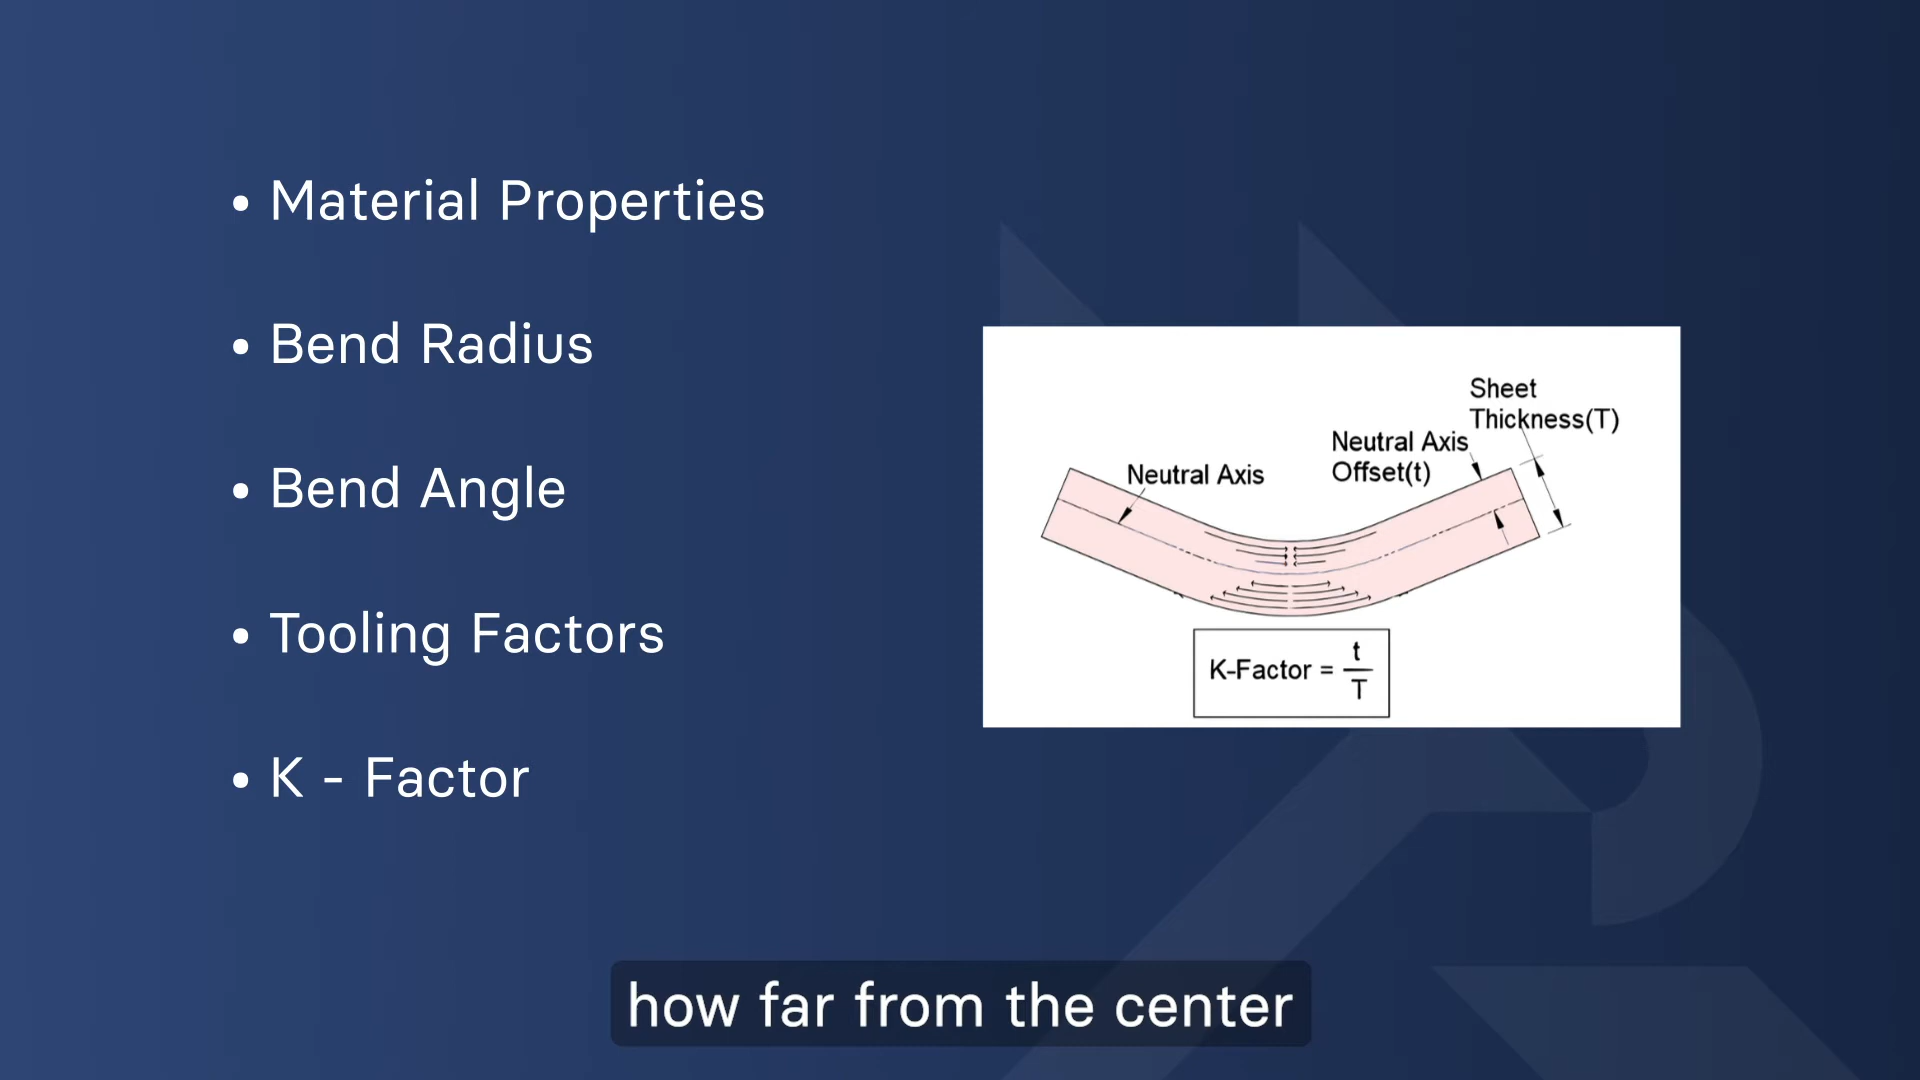 • Material Properties
• Bend Radius
• Bend Angle
• Tooling Factors
• K - Factor
Sheet
Thickness(T)
Neutral Axis
Offset(t)
Neutral Axis
K-Factor = t
T
how far from the center